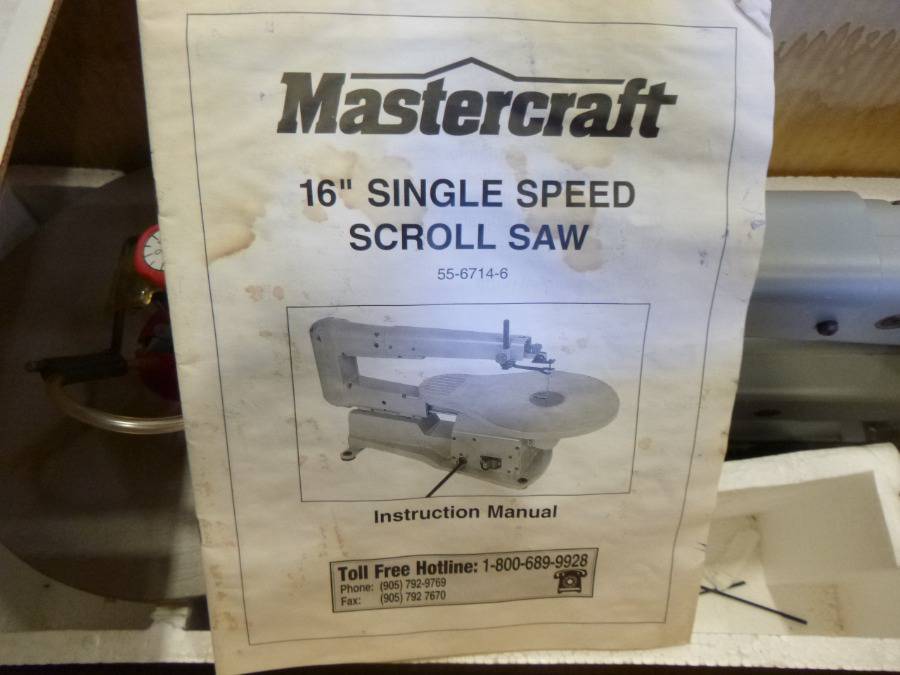 Mastercraft
16" SINGLE SPEED
SCROLL SAW
55-6714-6
Instruction Manual
Toll Free Hotline: 1-800-689-9928
Phone: (905) 792-9769
Fax: (905) 792 7670